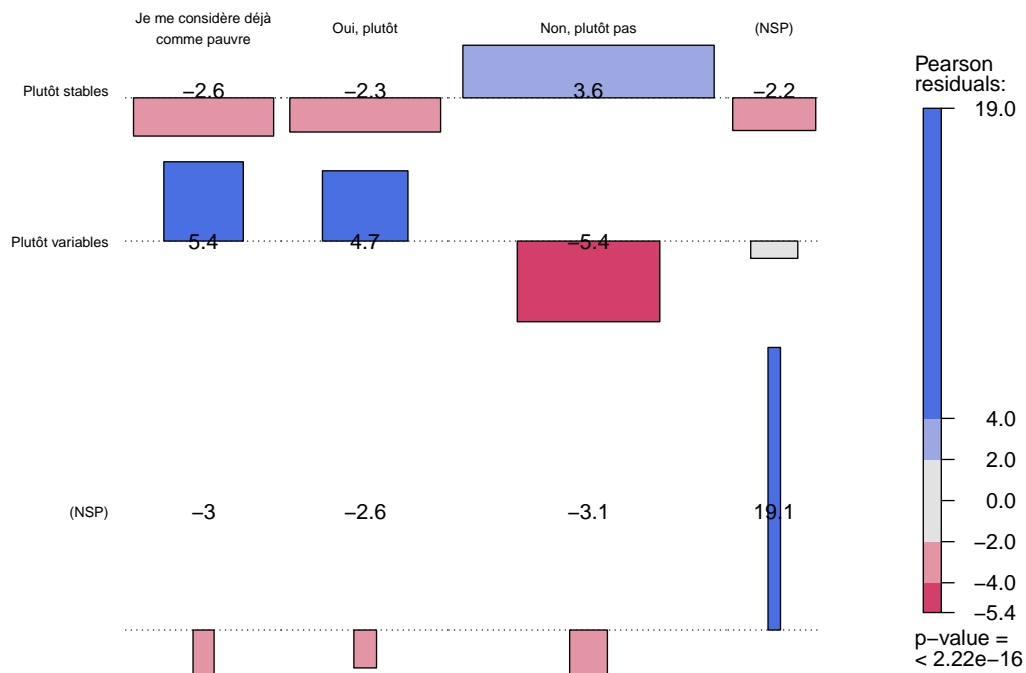 Je me considère déjà
comme pauvre
Oui, plutôt
Non, plutôt pas
(NSP)
Plutôt stables
−2.6
−2.3
3.6
−2.2
Plutôt variables
5.4
4.7
−5.4
(NSP)
−3
−2.6
−3.1
19.1
Pearson
residuals:
19.0
4.0
2.0
0.0
−2.0
−4.0
−5.4
p−value =
< 2.22e−16